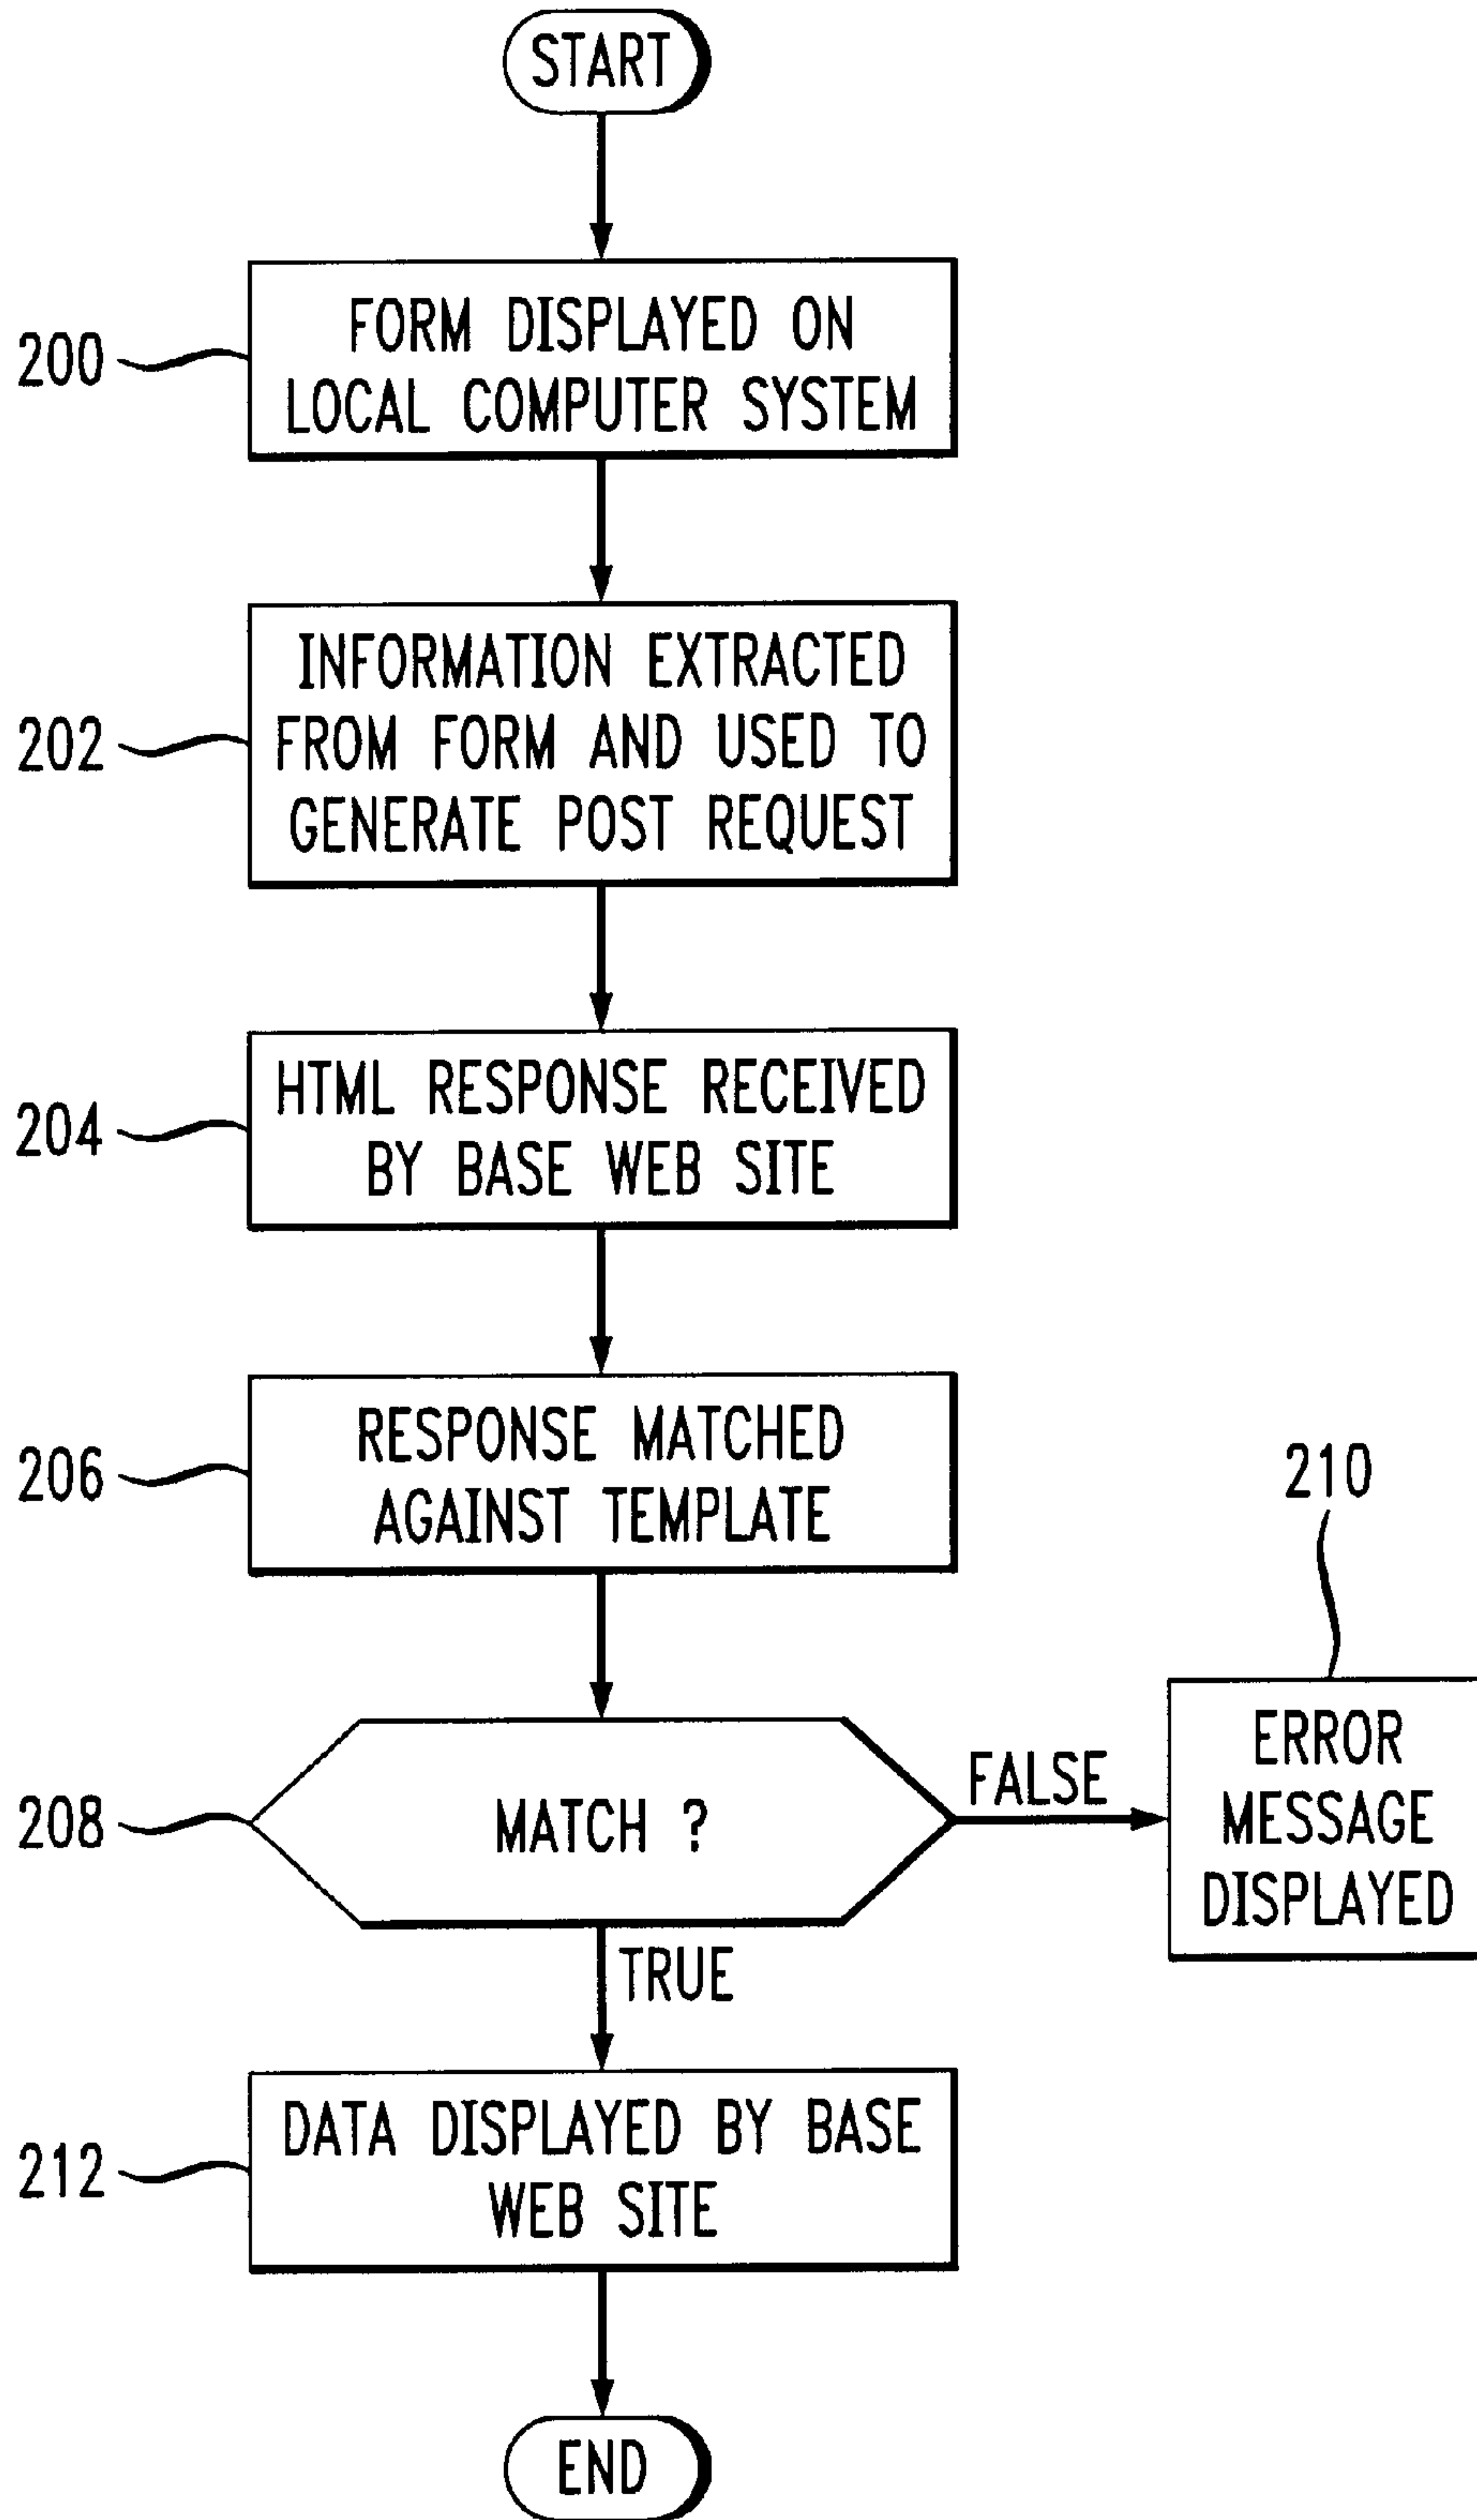 START
200
FORM DISPLAYED ON
LOCAL COMPUTER SYSTEM
202
INFORMATION EXTRACTED
FROM FORM AND USED TO
GENERATE POST REQUEST
204
HTML RESPONSE RECEIVED
BY BASE WEB SITE
206
RESPONSE MATCHED
AGAINST TEMPLATE
208
MATCH ?
FALSE
210
ERROR
MESSAGE
DISPLAYED
TRUE
212
DATA DISPLAYED BY BASE
WEB SITE
END